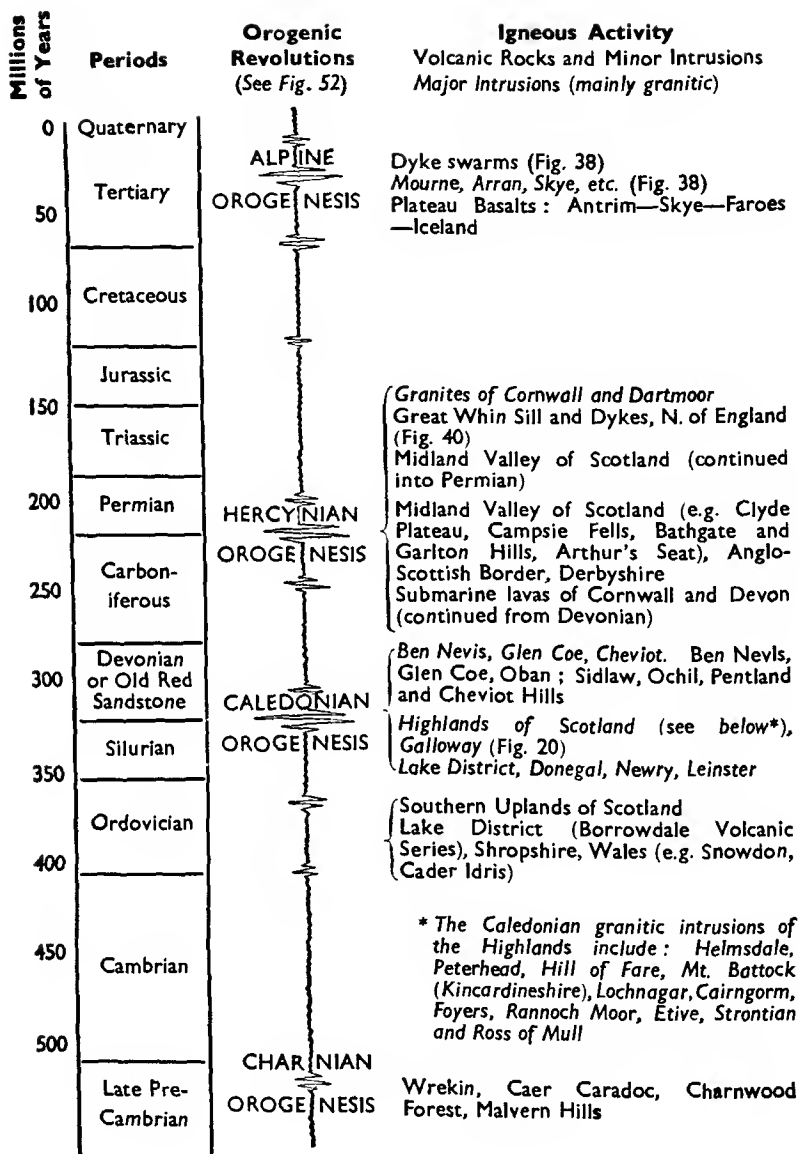 Millions
of Years
Periods
Orogenic
Revolutions
(See Fig. 52)
Igneous Activity
Volcanic Rocks and Minor Intrusions
Major Intrusions (mainly granitic)
0
50
100
150
200
250
300
350
400
450
500
Quaternary
Tertiary
Cretaceous
Jurassic
Triassic
Permian
Carbon-
iferous
Devonian
or Old Red
Sandstone
Silurian
Ordovician
Cambrian
Late Pre-
Cambrian
ALPINE
OROGENESIS
HERCYNIAN
OROGENESIS
CALEDONIAN
OROGENESIS
CHARNIAN
OROGENESIS
Dyke swarms (Fig. 38)
Mourne, Arran, Skye, etc. (Fig. 38)
Plateau Basalts : Antrim—Skye—Faroes
—Iceland
Granites of Cornwall and Dartmoor
Great Whin Sill and Dykes, N. of England
(Fig. 40)
Midland Valley of Scotland (continued
into Permian)
Midland Valley of Scotland (e.g. Clyde
Plateau, Campsie Fells, Bathgate and
Garlton Hills, Arthur's Seat), Anglo-
Scottish Border, Derbyshire
Submarine lavas of Cornwall and Devon
(continued from Devonian)
Ben Nevis, Glen Coe, Cheviot. Ben Nevis,
Glen Coe, Oban ; Sidlaw, Ochil, Pentland
and Cheviot Hills
Highlands of Scotland (see below*),
Galloway (Fig. 20)
Lake District, Donegal, Newry, Leinster
Southern Uplands of Scotland
Lake District (Borrowdale Volcanic
Series), Shropshire, Wales (e.g. Snowdon,
Cader Idris)
* The Caledonian granitic intrusions of
the Highlands include : Helmsdale,
Peterhead, Hill of Fare, Mt. Battock
(Kincardineshire), Lochnagar, Cairngorm,
Foyers, Rannoch Moor, Etive, Strontian
and Ross of Mull
Wrekin, Caer Caradoc, Charnwood
Forest, Malvern Hills